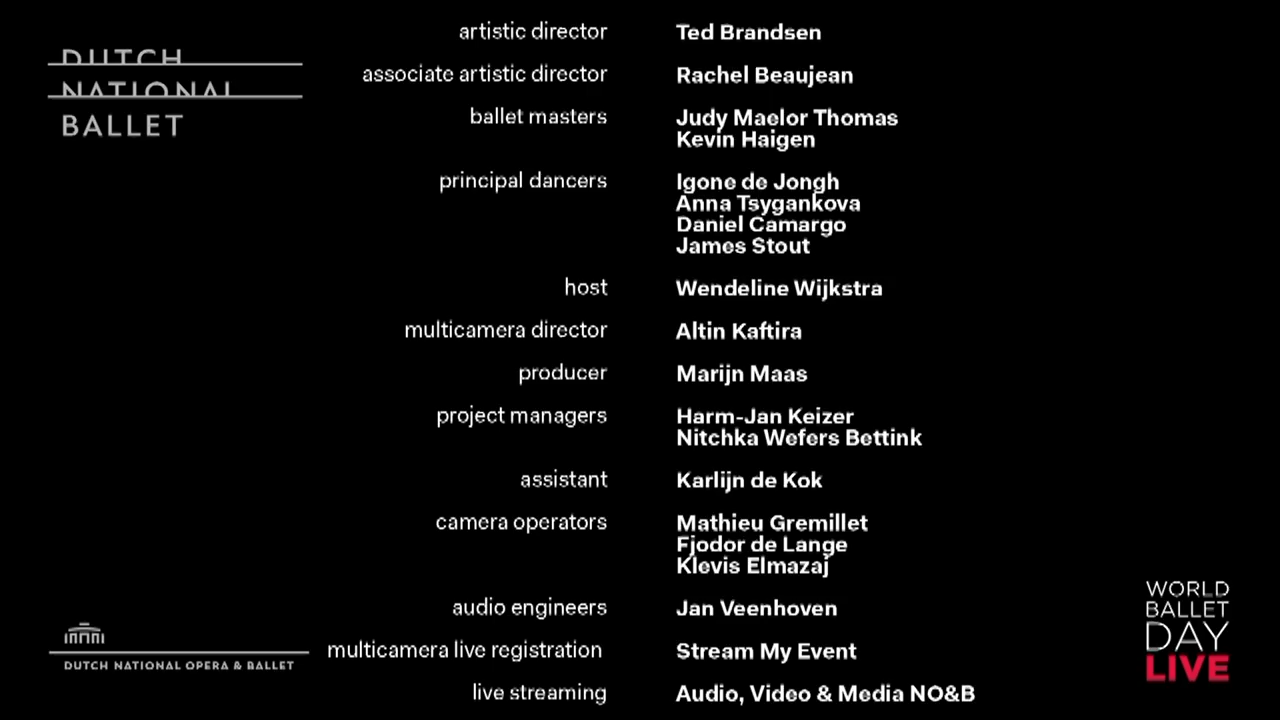 DUTCH
NATIONAL
BALLET
artistic director Ted Brandsen
associate artistic director Rachel Beaujean
ballet masters Judy Maelor Thomas
Kevin Haigen
principal dancers Igone de Jongh
Anna Tsygankova
Daniel Camargo
James Stout
host Wendeline Wijkstra
multicamera director Altin Kaftira
producer Marijn Maas
project managers Harm-Jan Keizer
Nitchka Wefers Bettink
assistant Karlijn de Kok
camera operators Mathieu Gremillet
Fjodor de Lange
Klevis Elmazaj
audio engineers Jan Veenhoven
multicamera live registration Stream My Event
live streaming Audio, Video & Media NO&B
DUTCH NATIONAL OPERA & BALLET
WORLD
BALLET
DAY
LIVE